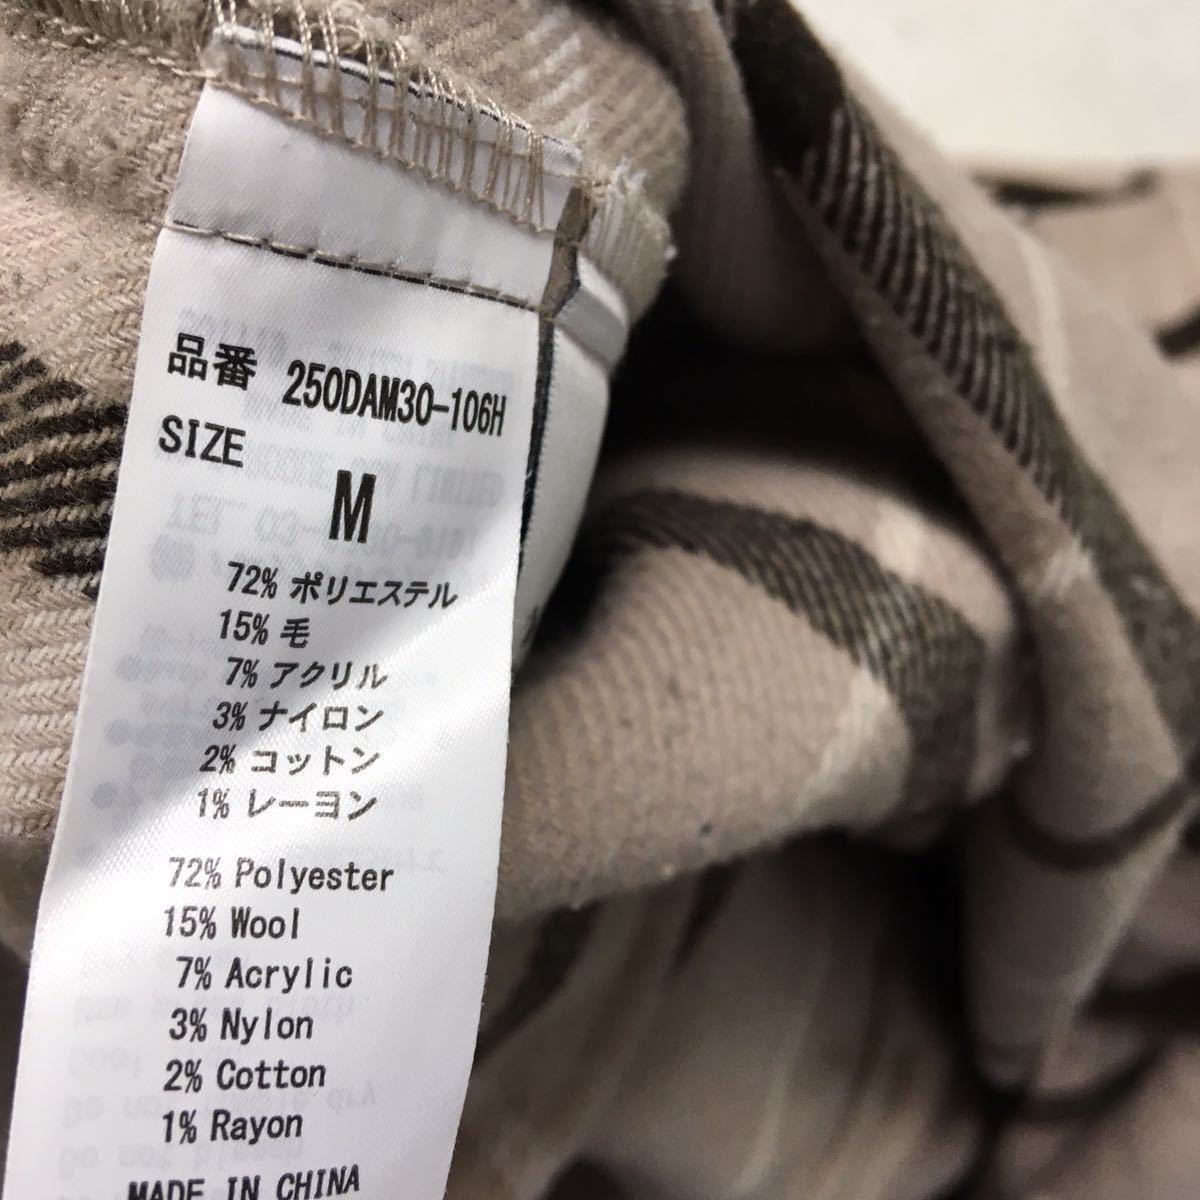 品番 250DAM30-106H
SIZE
M
72% ポリエステル
15% 毛
7% アクリル
3% ナイロン
2% コットン
1% レーヨン
72% Polyester
15% Wool
7% Acrylic
3% Nylon
2% Cotton
1% Rayon
MADE IN CHINA